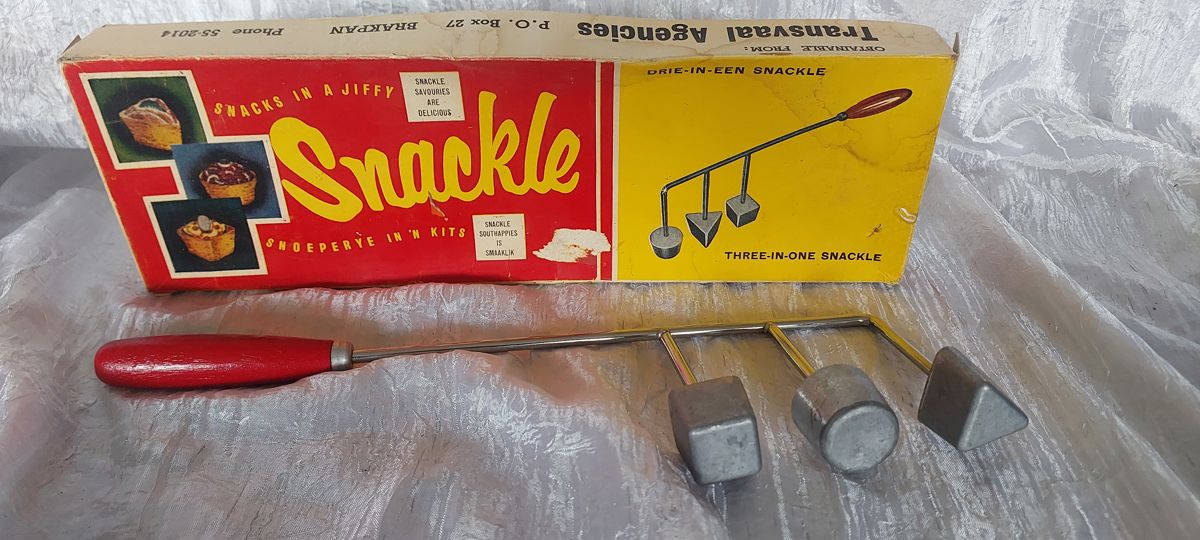 OBTAINABLE FROM:
Transvaal Agencies
P.O. Box 27 BRAKPAN Phone 55-2014
SNACKS IN A JIFFY
SNACKLE
SAVOURIES
ARE
DELICIOUS
Snackle
SNOEPERYE IN 'N KITS
SNACKLE
SOUTHAPPIES
IS
SMAAKLIK
DRIE-IN-EEN SNACKLE
THREE-IN-ONE SNACKLE